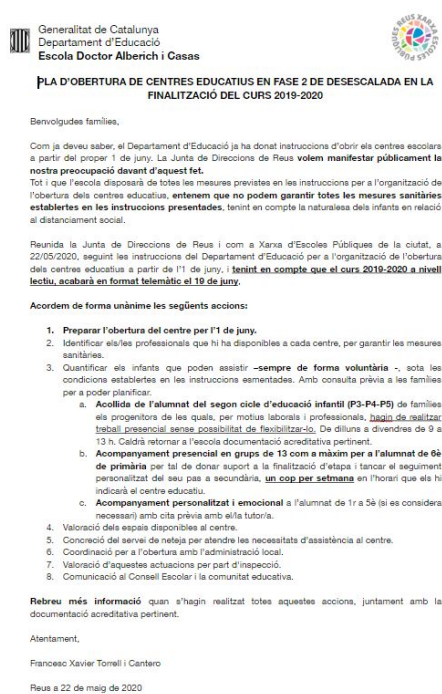 Generalitat de Catalunya
Departament d'Educació
Escola Doctor Alberich i Casas
REUS XARXA ESCOLES PÚBLIQUES
PLA D'OBERTURA DE CENTRES EDUCATIUS EN FASE 2 DE DESESCALADA EN LA
FINALITZACIÓ DEL CURS 2019-2020
Benvolgudes famílies,
Com ja deveu saber, el Departament d'Educació ja ha donat instruccions d'obrir els centres escolars
a partir del proper 1 de juny. La Junta de Direccions de Reus volem manifestar públicament la
nostra preocupació davant d'aquest fet.
Tot i que l'escola disposarà de totes les mesures previstes en les instruccions per a l'organització de
l'obertura dels centres educatius, entenem que no podem garantir totes les mesures sanitàries
establertes en les instruccions presentades, tenint en compte la naturalesa dels infants en relació
al distanciament social.
Reunida la Junta de Direccions de Reus i com a Xarxa d'Escoles Públiques de la ciutat, a
22/05/2020, seguint les instruccions del Departament d'Educació per a l'organització de l'obertura
dels centres educatius a partir de l'1 de juny, i tenint en compte que el curs 2019-2020 a nivell
lectiu, acabarà en format telemàtic el 19 de juny,
Acordem de forma unànime les següents accions:
1. Preparar l'obertura del centre per l'1 de juny.
2. Identificar els/les professionals que hi ha disponibles a cada centre, per garantir les mesures
sanitàries.
3. Quantificar els infants que poden assistir –sempre de forma voluntària -, sota les
condicions establertes en les instruccions esmentades. Amb consulta prèvia a les famílies
per a poder planificar.
a. Acollida de l'alumnat del segon cicle d'educació infantil (P3-P4-P5) de famílies
els progenitors de les quals, per motius laborals i professionals, hagin de realitzar
treball presencial sense possibilitat de flexibilitzar-lo. De dilluns a divendres de 9 a
13 h. Caldrà retornar a l'escola documentació acreditativa pertinent.
b. Acompanyament presencial en grups de 13 com a màxim per a l'alumnat de 6è
de primària per tal de donar suport a la finalització d'etapa i tancar el seguiment
personalitzat del seu pas a secundària, un cop per setmana en l'horari que els hi
indicarà el centre educatiu.
c. Acompanyament personalitzat i emocional a l'alumnat de 1r a 5è (si es considera
necessari) amb cita prèvia amb el/la tutor/a.
4. Valoració dels espais disponibles al centre.
5. Concreció del servei de neteja per atendre les necessitats d'assistència al centre.
6. Coordinació per a l'obertura amb l'administració local.
7. Valoració d'aquestes actuacions per part d'inspecció.
8. Comunicació al Consell Escolar i la comunitat educativa.
Rebreu més informació quan s'hagin realitzat totes aquestes accions, juntament amb la
documentació acreditativa pertinent.
Atentament,
Francesc Xavier Torrell i Cantero
Reus a 22 de maig de 2020